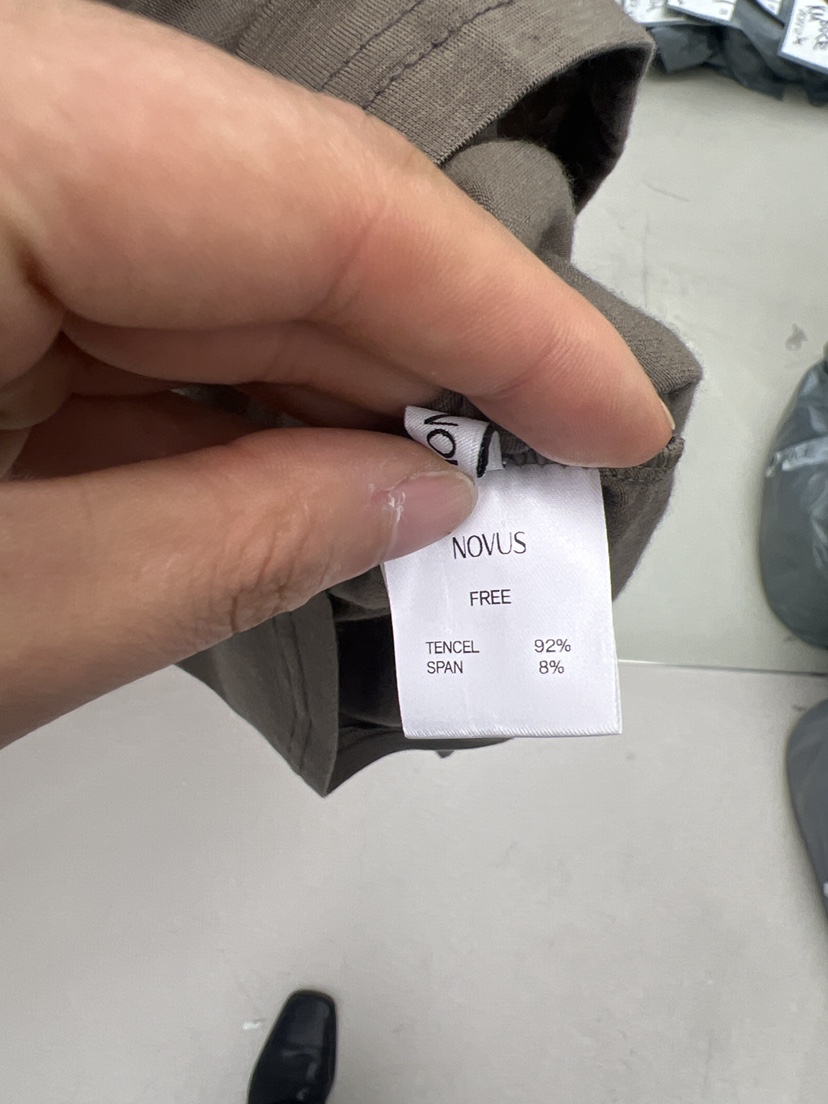 NOVUS
FREE
TENCEL 92%
SPAN 8%